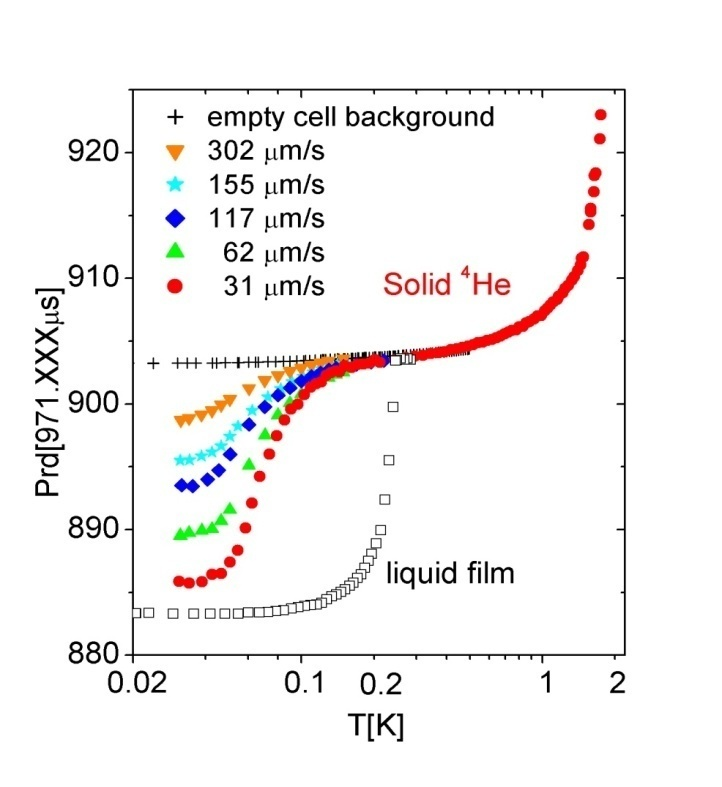 empty cell background
302 μm/s
155 μm/s
117 μm/s
62 μm/s
31 μm/s
Solid ⁴He
liquid film
Prd[971.XXXμs]
920
910
900
890
880
0.02
0.1
0.2
1
2
T[K]